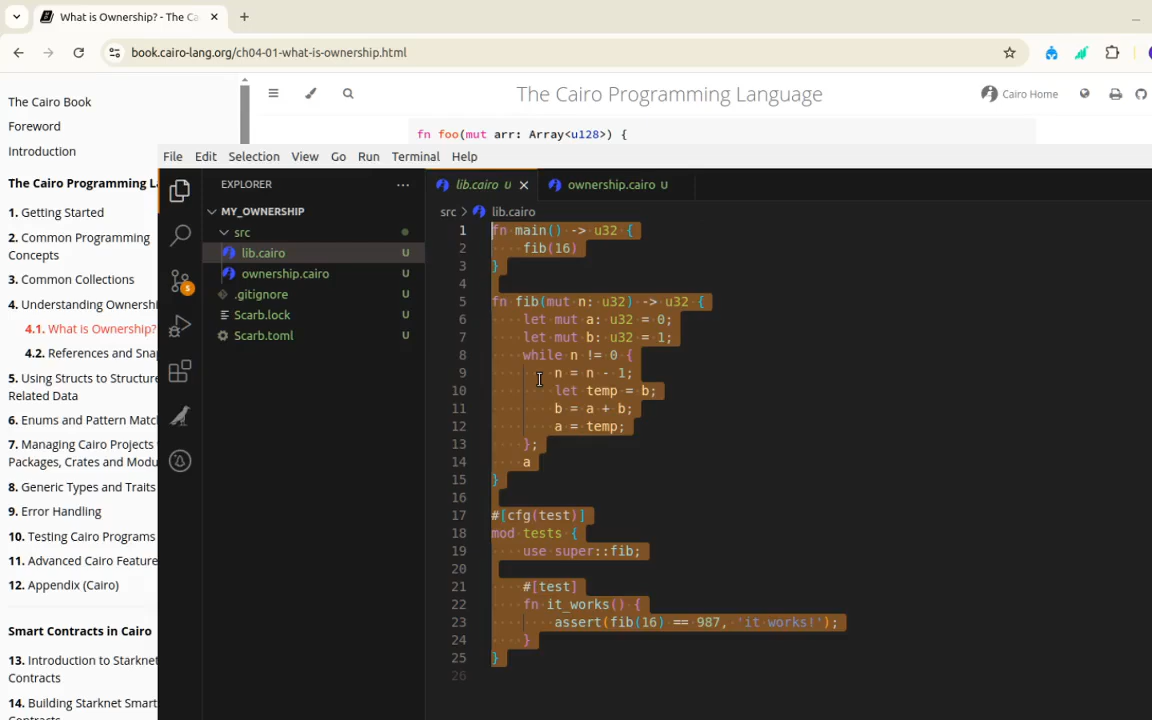 What is Ownership? - The Ca
book.cairo-lang.org/ch04-01-what-is-ownership.html
The Cairo Book
Foreword
Introduction
The Cairo Programming La
1. Getting Started
2. Common Programming
Concepts
3. Common Collections
4. Understanding Ownersh
4.1. What is Ownership?
4.2. References and Snap
5. Using Structs to Structure
Related Data
6. Enums and Pattern Match
7. Managing Cairo Projects
Packages, Crates and Modu
8. Generic Types and Traits
9. Error Handling
10. Testing Cairo Programs
11. Advanced Cairo Feature
12. Appendix (Cairo)
Smart Contracts in Cairo
13. Introduction to Starknet
Contracts
14. Building Starknet Smart
Contracts
The Cairo Programming Language
Cairo Home
fn foo(mut arr: Array<u128>) {
File Edit Selection View Go Run Terminal Help
EXPLORER
MY_OWNERSHIP
src
lib.cairo U
ownership.cairo U
.gitignore U
Scarb.lock U
Scarb.toml U
5
lib.cairo U
ownership.cairo U
src > lib.cairo
1 fn main() -> u32 {
2 fib(16)
3 }
4
5 fn fib(mut n: u32) -> u32 {
6 let mut a: u32 = 0;
7 let mut b: u32 = 1;
8 while n != 0 {
9 n = n - 1;
10 let temp = b;
11 b = a + b;
12 a = temp;
13 };
14 a
15 }
16
17 #[cfg(test)]
18 mod tests {
19 use super::fib;
20
21 #[test]
22 fn it_works() {
23 assert(fib(16) == 987, 'it works!');
24 }
25 }
26